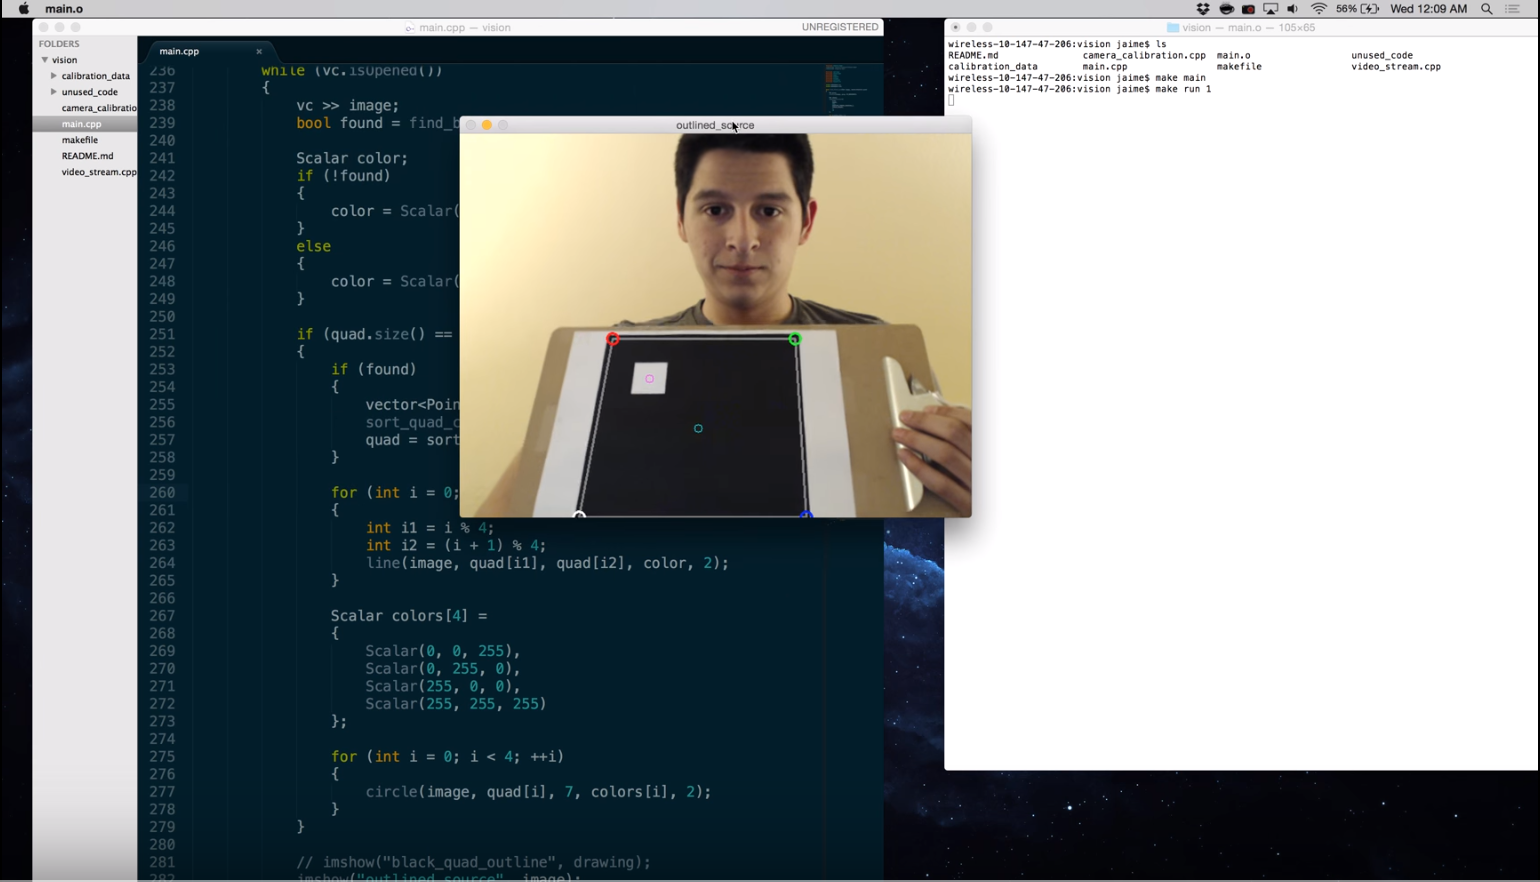 main.o
56%
Wed 12:09 AM
main.cpp — vision
UNREGISTERED
FOLDERS
vision
calibration_data
unused_code
camera_calibratio
main.cpp
makefile
README.md
video_stream.cpp
main.cpp
236 while (vc.isOpened())
237 {
238 vc >> image;
239 bool found = find_b
240
241 Scalar color;
242 if (!found)
243 {
244 color = Scalar(
245 }
246 else
247 {
248 color = Scalar(
249 }
250
251 if (quad.size() ==
252 {
253 if (found)
254 {
255 vector<Poin
256 sort_quad_c
257 quad = sort
258 }
259
260 for (int i = 0;
261 {
262 int i1 = i % 4;
263 int i2 = (i + 1) % 4;
264 line(image, quad[i1], quad[i2], color, 2);
265 }
266
267 Scalar colors[4] =
268 {
269 Scalar(0, 0, 255),
270 Scalar(0, 255, 0),
271 Scalar(255, 0, 0),
272 Scalar(255, 255, 255)
273 };
274
275 for (int i = 0; i < 4; ++i)
276 {
277 circle(image, quad[i], 7, colors[i], 2);
278 }
279 }
280
281 // imshow("black_quad_outline", drawing);
282 imshow("outlined_source", image);
outlined_source
vision — main.o — 105×65
wireless-10-147-47-206:vision jaime$ ls
README.md camera_calibration.cpp main.o unused_code
calibration_data main.cpp makefile video_stream.cpp
wireless-10-147-47-206:vision jaime$ make main
wireless-10-147-47-206:vision jaime$ make run 1